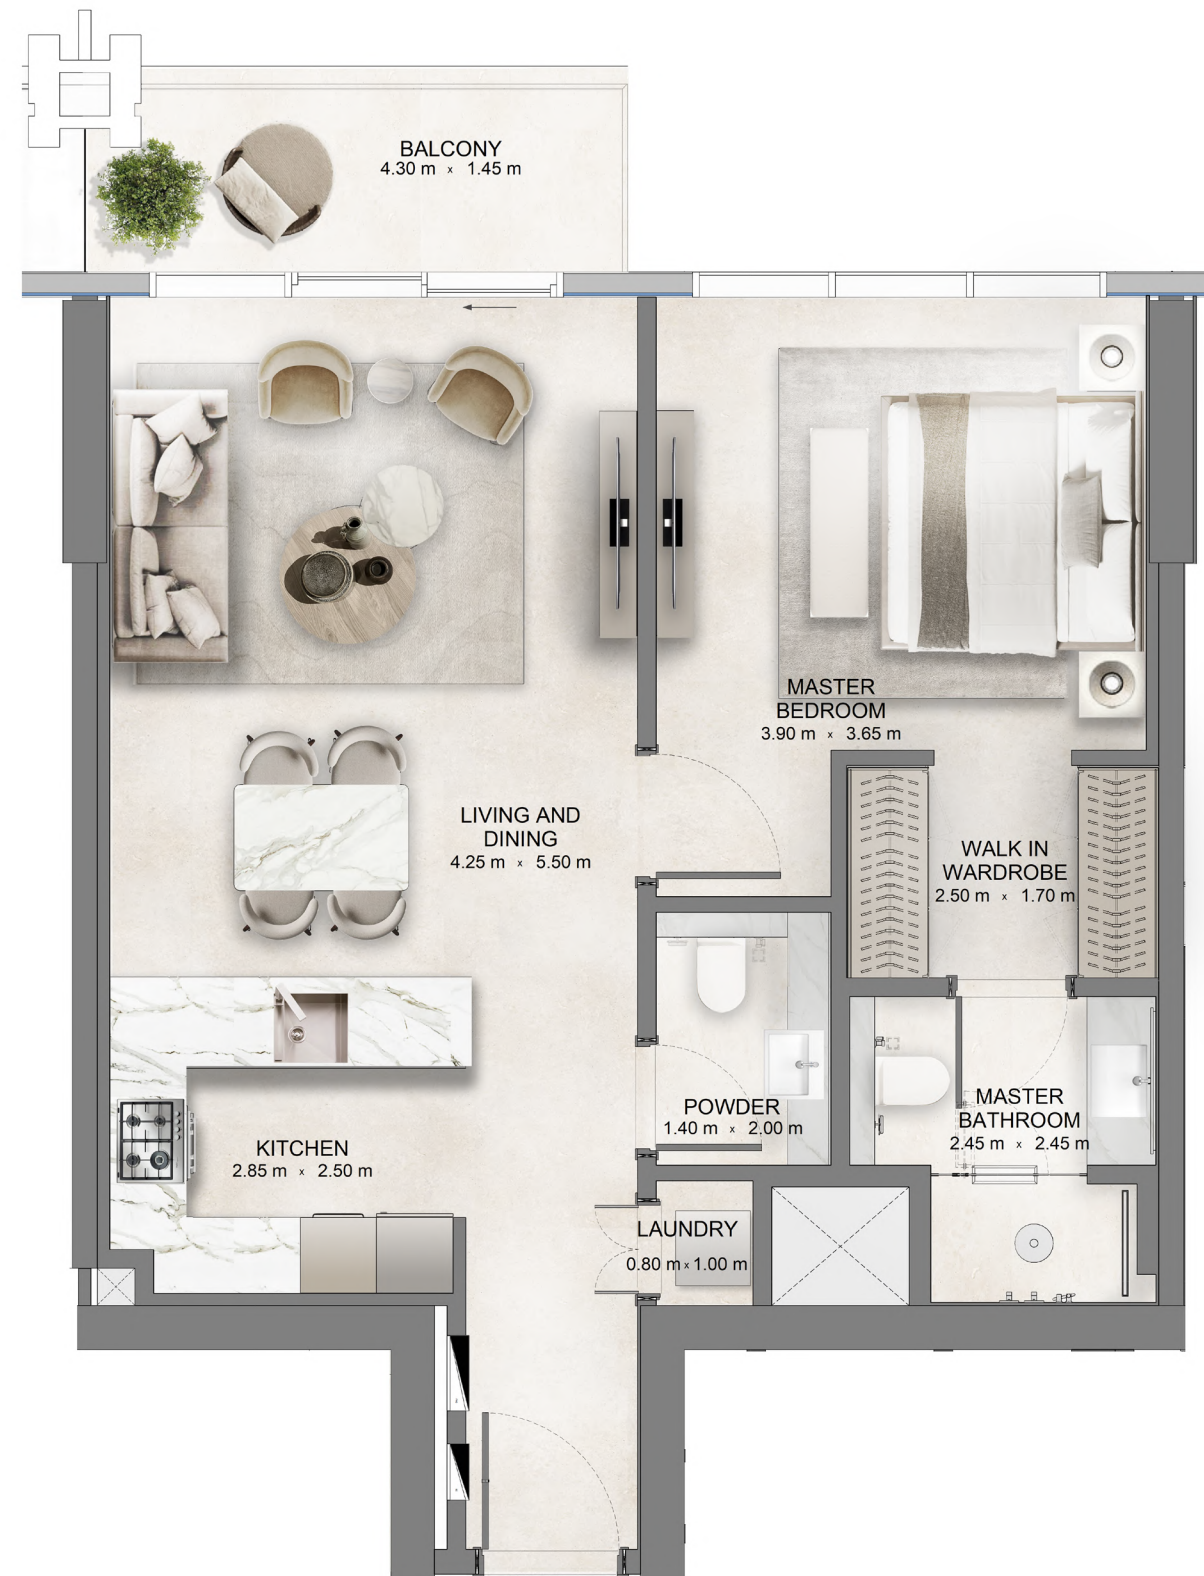 BALCONY
4.30 m x 1.45 m
MASTER
BEDROOM
3.90 m x 3.65 m
LIVING AND
DINING
4.25 m x 5.50 m
WALK IN
WARDROBE
2.50 m x 1.70 m
POWDER
1.40 m x 2.00 m
MASTER
BATHROOM
2.45 m x 2.45 m
KITCHEN
2.85 m x 2.50 m
LAUNDRY
0.80 m x 1.00 m